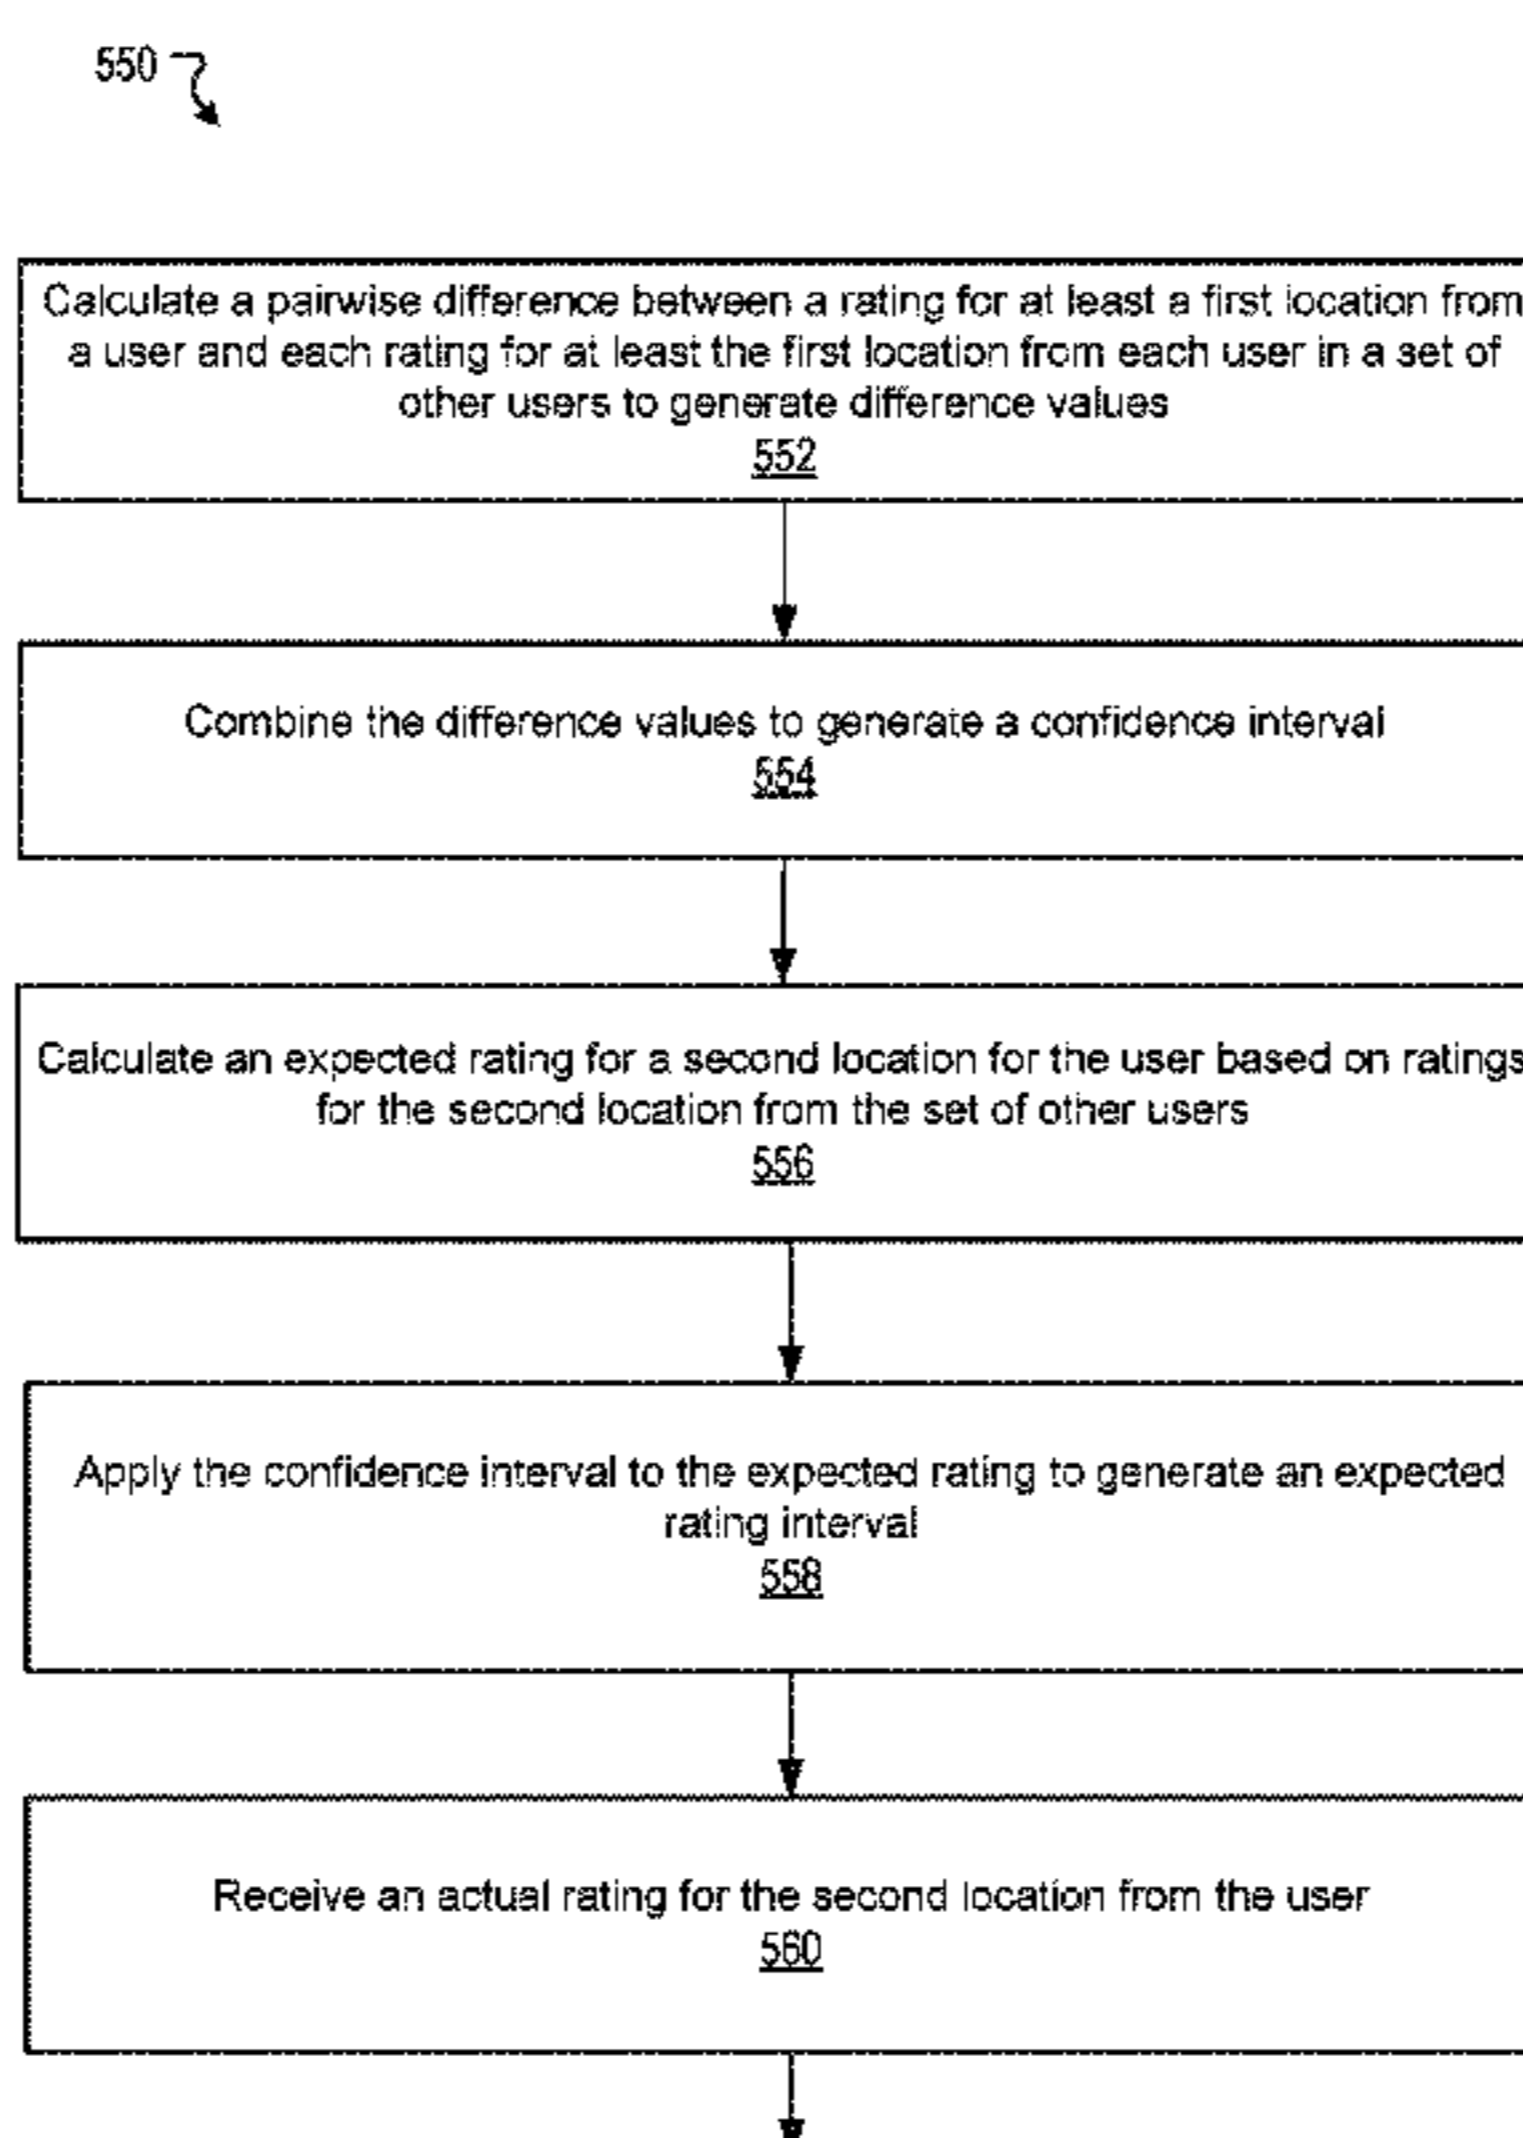 550
Calculate a pairwise difference between a rating for at least a first location from
a user and each rating for at least the first location from each user in a set of
other users to generate difference values
552
Combine the difference values to generate a confidence interval
554
Calculate an expected rating for a second location for the user based on ratings
for the second location from the set of other users
556
Apply the confidence interval to the expected rating to generate an expected
rating interval
558
Receive an actual rating for the second location from the user
560